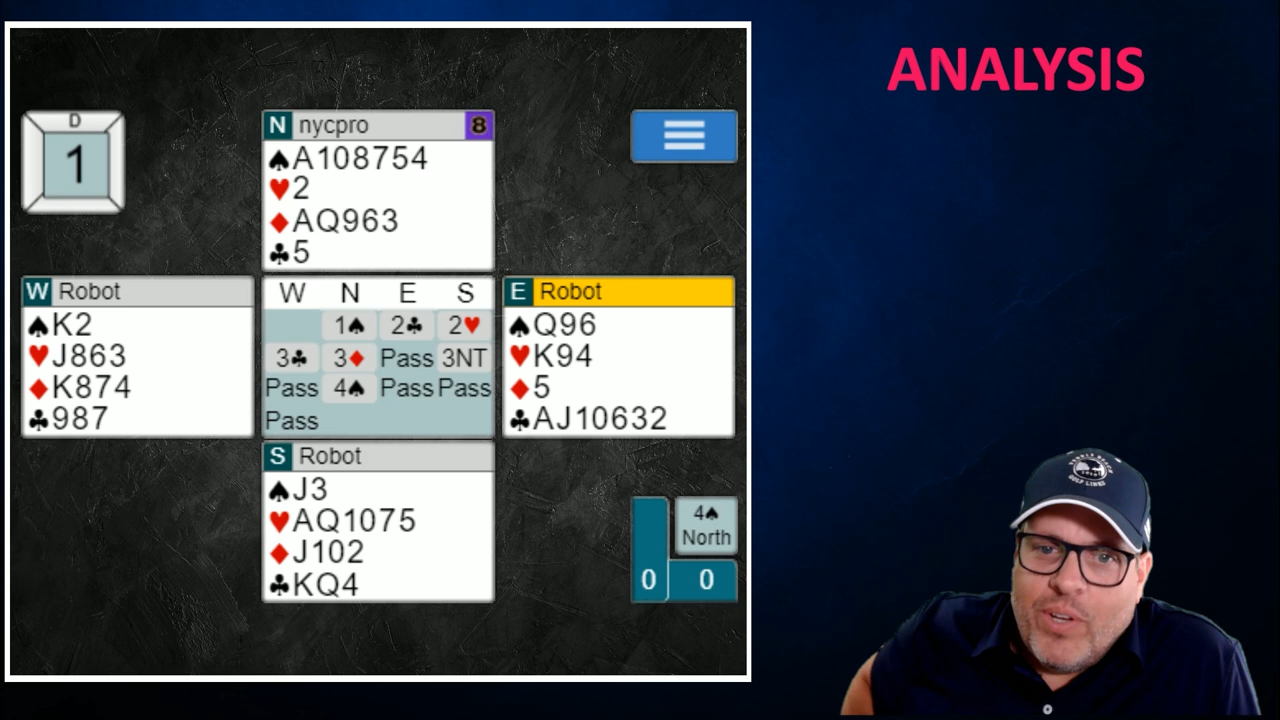 ANALYSIS
D
1
N nycpro 8
♠A108754
♥2
♦AQ963
♣5
W Robot
♠K2
♥J863
♦K874
♣987
W N E S
1♠ 2♣ 2♥
3♣ 3♦ Pass 3NT
Pass 4♠ Pass Pass
Pass
E Robot
♠Q96
♥K94
♦5
♣AJ10632
S Robot
♠J3
♥AQ1075
♦J102
♣KQ4
4♠
North
0 0